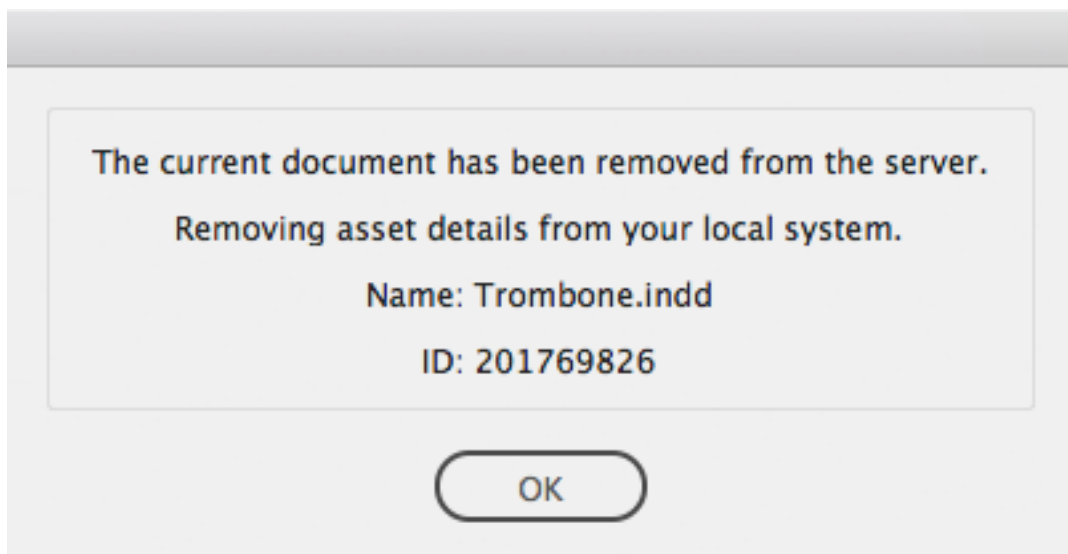 The current document has been removed from the server.
Removing asset details from your local system.
Name: Trombone.indd
ID: 201769826
OK